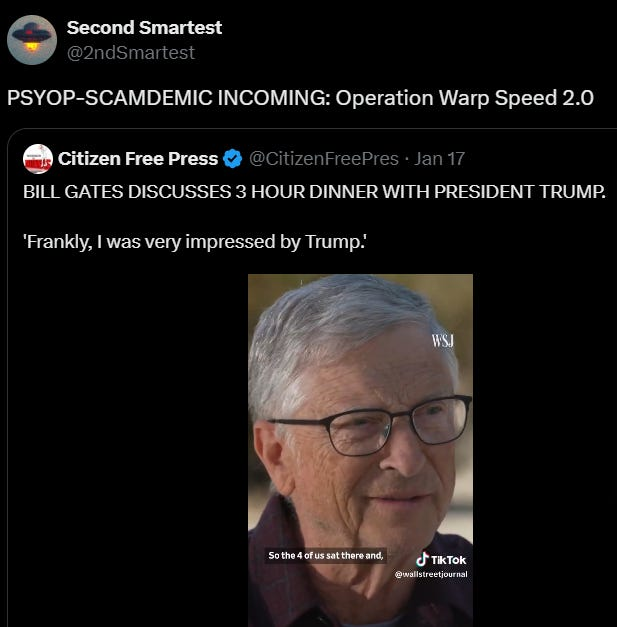 Second Smartest
@2ndSmartest
PSYOP-SCAMDEMIC INCOMING: Operation Warp Speed 2.0
Citizen Free Press @CitizenFreePres · Jan 17
BILL GATES DISCUSSES 3 HOUR DINNER WITH PRESIDENT TRUMP.
'Frankly, I was very impressed by Trump.'
WSJ
So the 4 of us sat there and,
TikTok
@wallstreetjournal